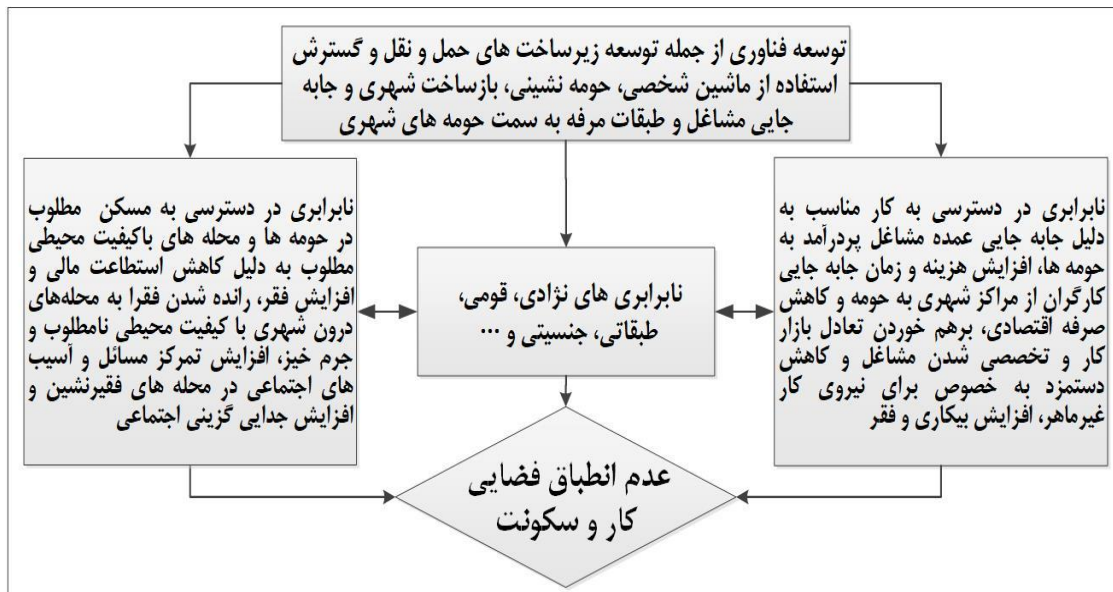 توسعه فناوری از جمله توسعه زیرساخت های حمل و نقل و گسترش
استفاده از ماشین شخصی، حومه نشینی، بازساخت شهری و جابه
جایی مشاغل و طبقات مرفه به سمت حومه های شهری
نابرابری در دسترسی به کار مناسب به
دلیل جابه جایی عمده مشاغل پردرآمد به
حومه ها، افزایش هزینه و زمان جابه جایی
کارگران از مراکز شهری به حومه و کاهش
صرفه اقتصادی، برهم خوردن تعادل بازار
کار و تخصصی شدن مشاغل و کاهش
دستمزد به خصوص برای نیروی کار
غیرماهر، افزایش بیکاری و فقر
نابرابری های نژادی، قومی،
طبقاتی، جنسیتی و ...
نابرابری در دسترسی به مسکن مطلوب
در حومه ها و محله های باکیفیت محیطی
مطلوب به دلیل کاهش استطاعت مالی و
افزایش فقر، رانده شدن فقرا به محله‌های
درون شهری با کیفیت محیطی نامطلوب و
جرم خیز، افزایش تمرکز مسائل و آسیب
های اجتماعی در محله های فقیرنشین و
افزایش جدایی گزینی اجتماعی
عدم انطباق فضایی
کار و سکونت